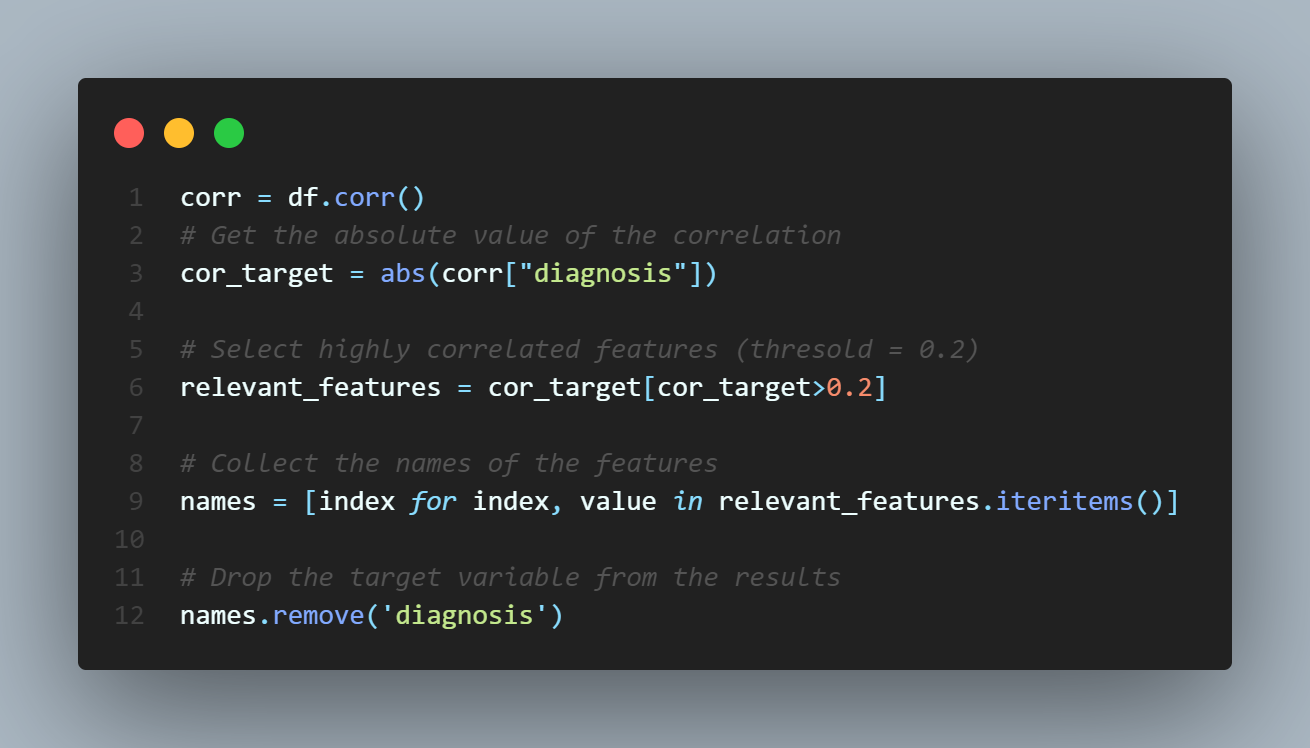 1 corr = df.corr()
2 # Get the absolute value of the correlation
3 cor_target = abs(corr["diagnosis"])
4
5 # Select highly correlated features (thresold = 0.2)
6 relevant_features = cor_target[cor_target>0.2]
7
8 # Collect the names of the features
9 names = [index for index, value in relevant_features.iteritems()]
10
11 # Drop the target variable from the results
12 names.remove('diagnosis')